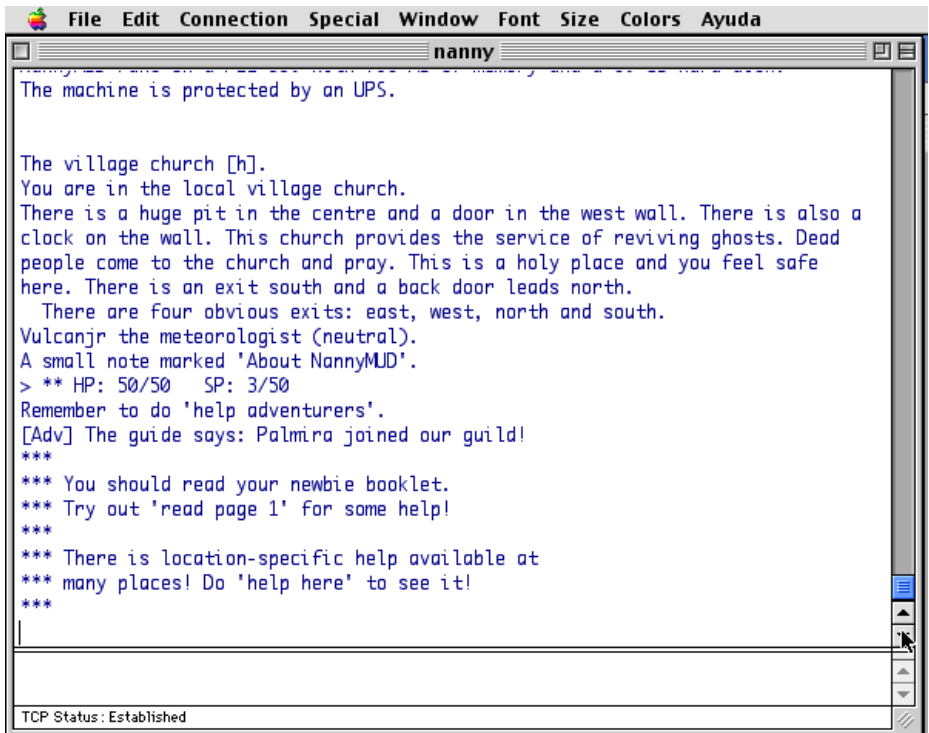 File Edit Connection Special Window Font Size Colors Ayuda
nanny
The machine is protected by an UPS.
The village church [h].
You are in the local village church.
There is a huge pit in the centre and a door in the west wall. There is also a
clock on the wall. This church provides the service of reviving ghosts. Dead
people come to the church and pray. This is a holy place and you feel safe
here. There is an exit south and a back door leads north.
There are four obvious exits: east, west, north and south.
Vulcanjr the meteorologist (neutral).
A small note marked 'About NannyMUD'.
> ** HP: 50/50 SP: 3/50
Remember to do 'help adventurers'.
[Adv] The guide says: Palmira joined our guild!
***
*** You should read your newbie booklet.
*** Try out 'read page 1' for some help!
***
*** There is location-specific help available at
*** many places! Do 'help here' to see it!
***
TCP Status: Established